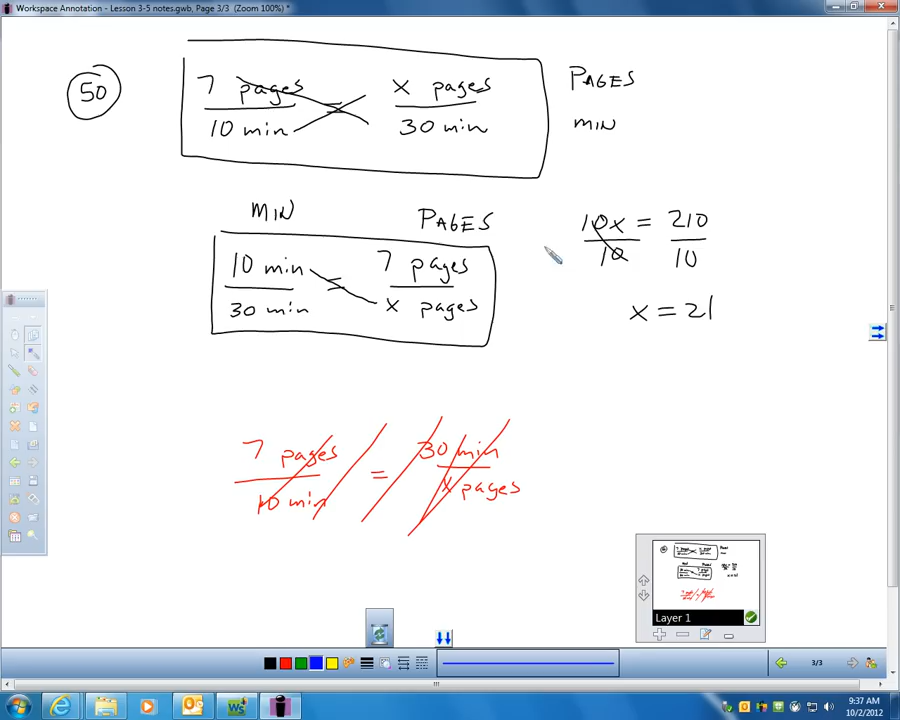 Workspace Annotation - Lesson 3-5 notes.gwb, Page 3/3 (Zoom 100%) *
50
7 pages = x pages PAGES
10 min 30 min MIN
MIN PAGES
10 min = 7 pages
30 min x pages
10x = 210
10 10
x = 21
7 pages = 30 min
10 min x pages
Layer 1
3/3
9:37 AM
10/2/2012